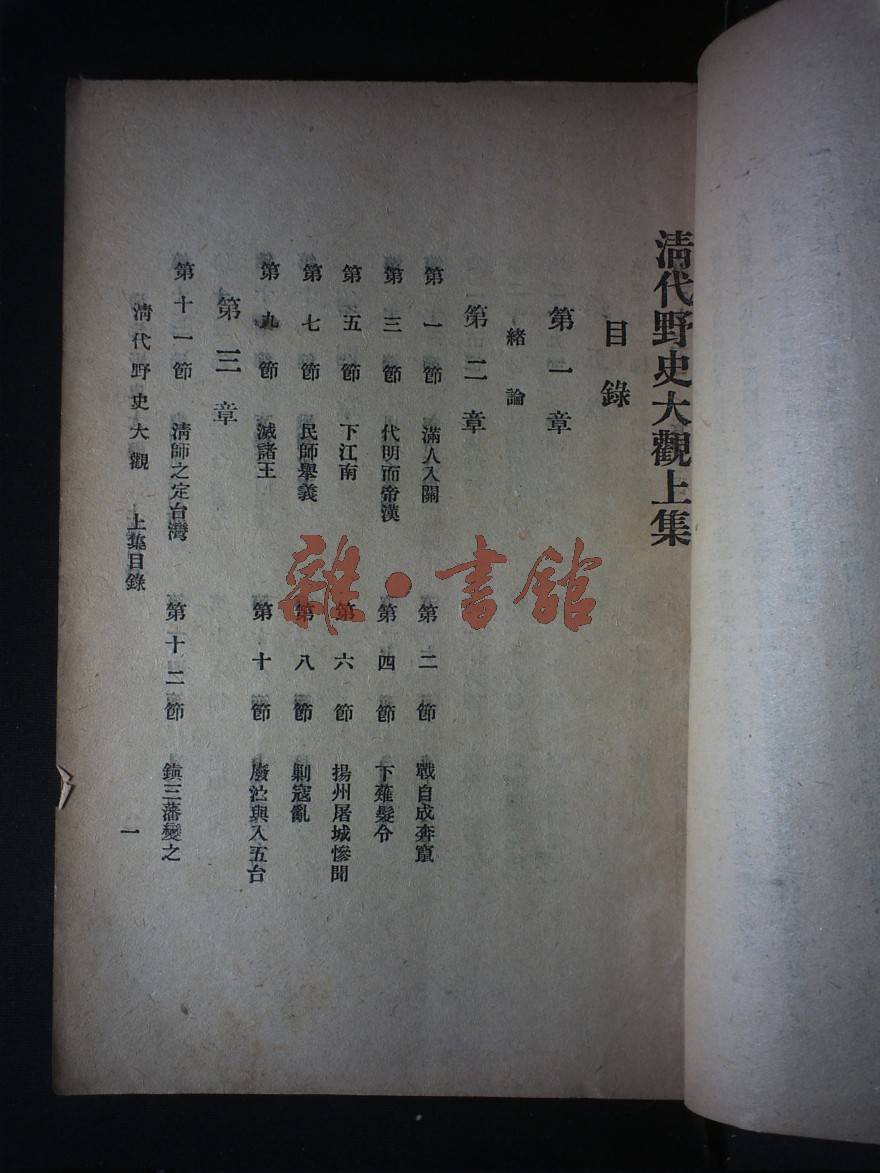 清代野史大觀上集
目錄
第一章
緒論
第二章
第一節　滿人入關　第二節　戰自成奔竄
第三節　代明而帝漢　第四節　下薙髮令
第五節　下江南　第六節　揚州屠城慘聞
第七節　民師舉義　第八節　剿寇亂
第九節　滅諸王　第十節　廢后與入五台
第三章
第十一節　清師之定台灣　第十二節　鎮三藩變之
清代野史大觀　上集目錄　一
雜·書館